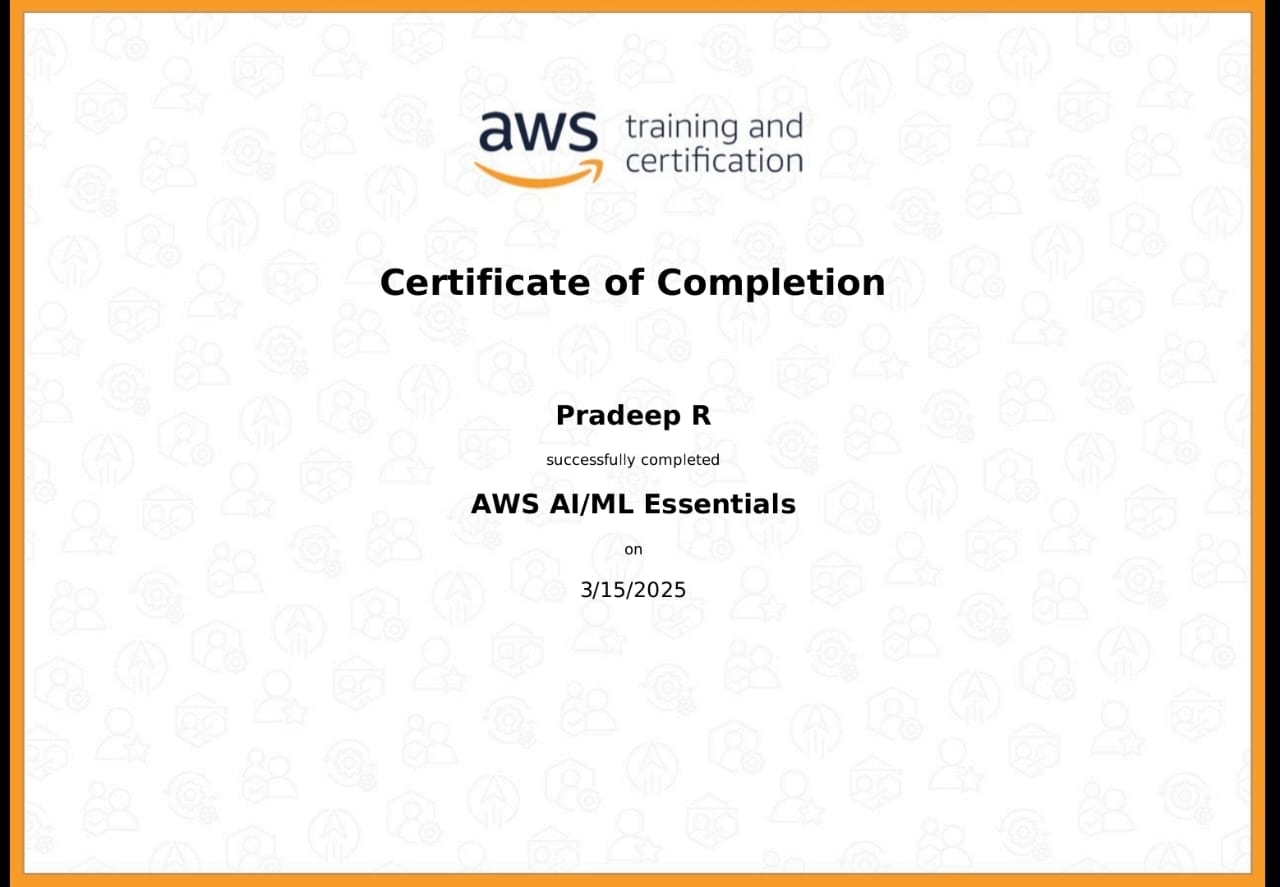 aws training and
certification
Certificate of Completion
Pradeep R
successfully completed
AWS AI/ML Essentials
on
3/15/2025